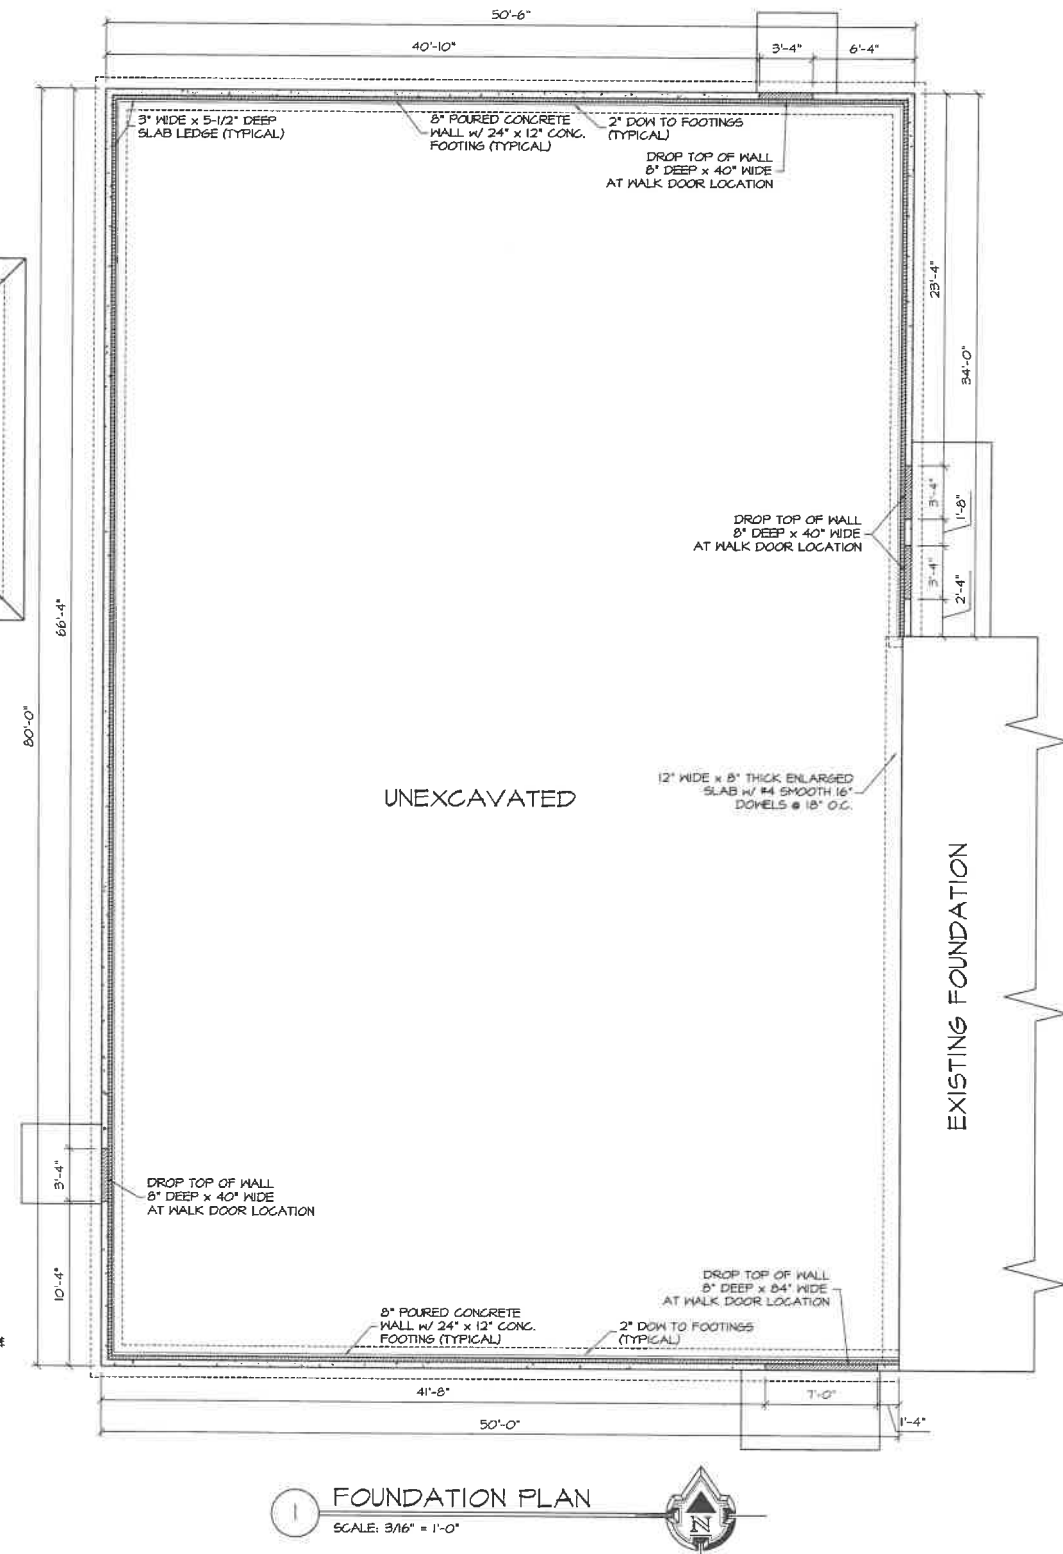 50'-6"
40'-10"
3'-4"
6'-4"
3" WIDE x 5-1/2" DEEP
SLAB LEDGE (TYPICAL)
8" POURED CONCRETE
WALL w/ 24" x 12" CONC.
FOOTING (TYPICAL)
2" DOW TO FOOTINGS
(TYPICAL)
DROP TOP OF WALL
8" DEEP x 40" WIDE
AT WALK DOOR LOCATION
23'-4"
34'-0"
DROP TOP OF WALL
8" DEEP x 40" WIDE
AT WALK DOOR LOCATION
3'-4"
1'-8"
3'-4"
2'-4"
66'-4"
80'-0"
UNEXCAVATED
12" WIDE x 8" THICK ENLARGED
SLAB w/ #4 SMOOTH 16"
DOWELS @ 18" O.C.
EXISTING FOUNDATION
3'-4"
DROP TOP OF WALL
8" DEEP x 40" WIDE
AT WALK DOOR LOCATION
10'-4"
DROP TOP OF WALL
8" DEEP x 84" WIDE
AT WALK DOOR LOCATION
8" POURED CONCRETE
WALL w/ 24" x 12" CONC.
FOOTING (TYPICAL)
2" DOW TO FOOTINGS
(TYPICAL)
41'-8"
7'-0"
1'-4"
50'-0"
1
FOUNDATION PLAN
SCALE: 3/16" = 1'-0"
N